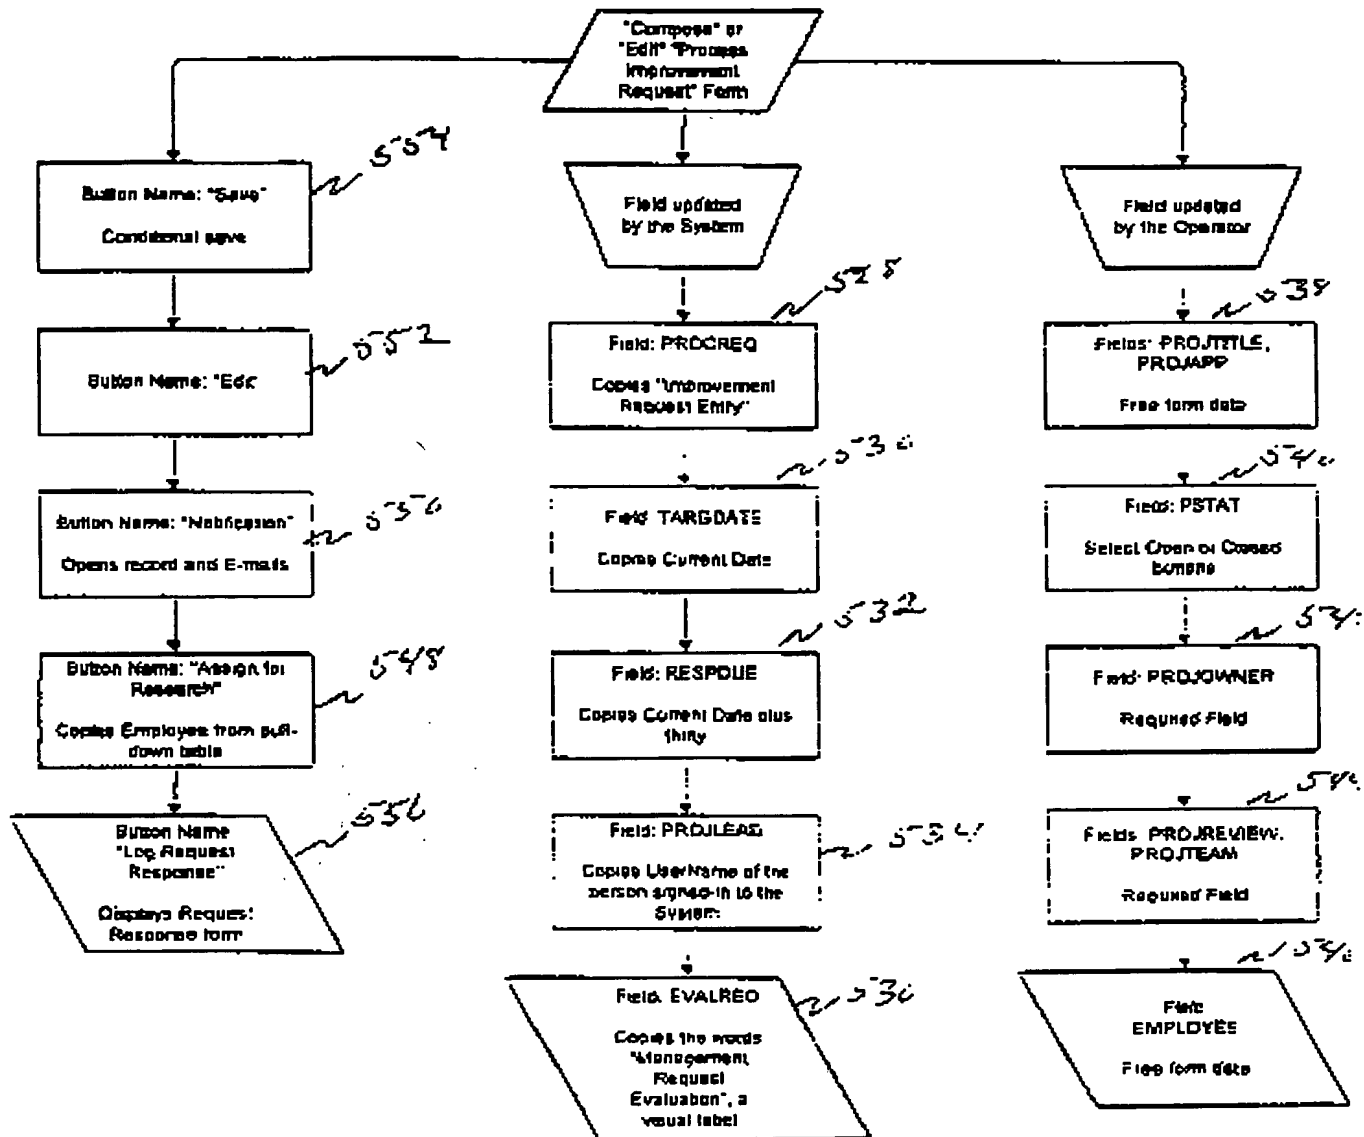 "Compose" or
"Edit" "Process
Improvement
Request" Form
554
Button Name: "Save"
Conditional save
552
Button Name: "Edit"
Button Name: "Notification"
Opens record and E-mails
548
Button Name: "Assign for
Research"
Copies Employee from pull-
down table
Button Name
"Log Request
Response"
Displays Request
Response form
Field updated
by the System
528
Field: PROCREQ
Copies "Improvement
Request Entry"
530
Field TARGDATE
Copies Current Date
532
Field: RESPDUE
Copies Current Date plus
thirty
534
Field: PROJLEAD
Copies UserName of the
person signed-in to the
System
536
Field. EVALREQ
Copies the words
"Management
Request
Evaluation", a
visual label
Field updated
by the Operator
538
Fields: PROJTITLE,
PROJAPP
Free form data
540
Field: PSTAT
Select Open or Closed
buttons
Field: PROJOWNER
Required Field
Fields: PROJREVIEW,
PROJTEAM
Required Field
Field:
EMPLOYEE
Free form data